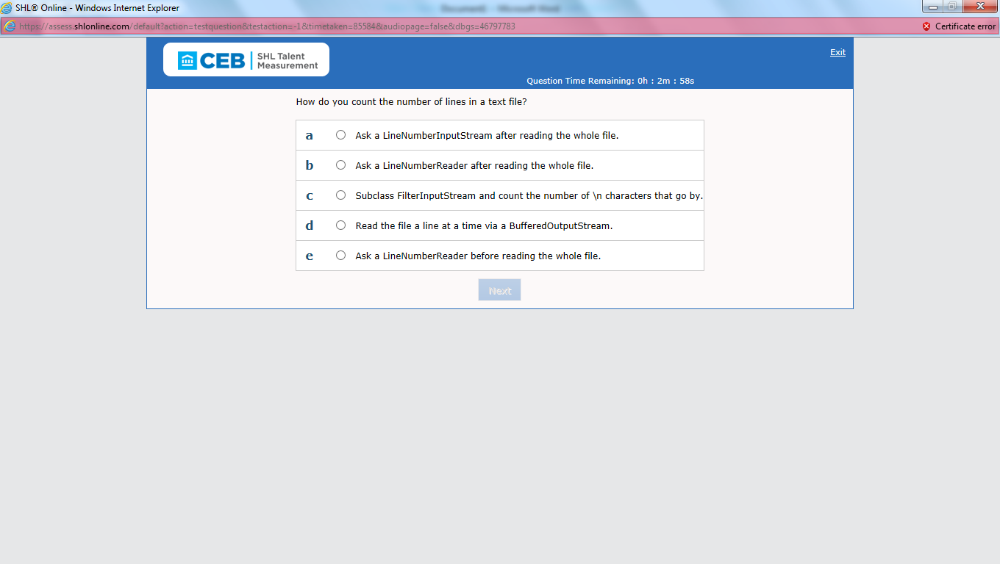 SHL® Online - Windows Internet Explorer
https://assess.shlonline.com/default?action=testquestion&testaction=-1&timetaken=85584&audiopage=false&dbgs=46797783
Certificate error
CEB
SHL Talent
Measurement
Exit
Question Time Remaining: 0h : 2m : 58s
How do you count the number of lines in a text file?
a Ask a LineNumberInputStream after reading the whole file.
b Ask a LineNumberReader after reading the whole file.
c Subclass FilterInputStream and count the number of \n characters that go by.
d Read the file a line at a time via a BufferedOutputStream.
e Ask a LineNumberReader before reading the whole file.
Next